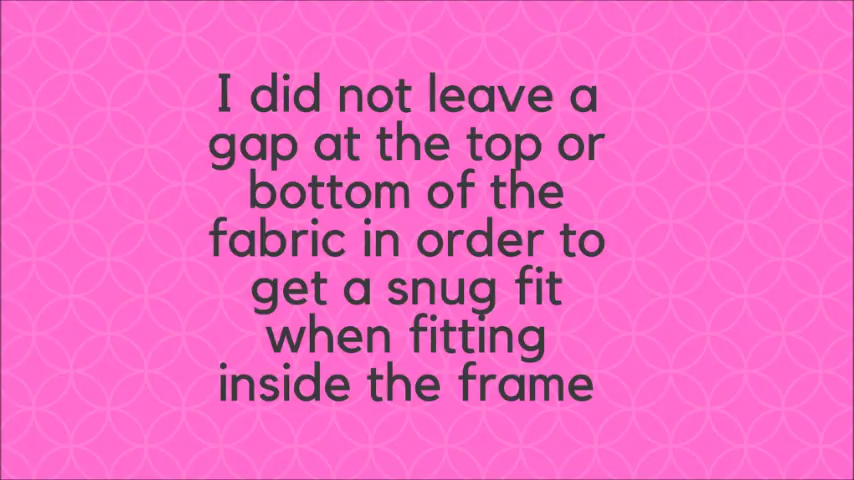 I did not leave a
gap at the top or
bottom of the
fabric in order to
get a snug fit
when fitting
inside the frame